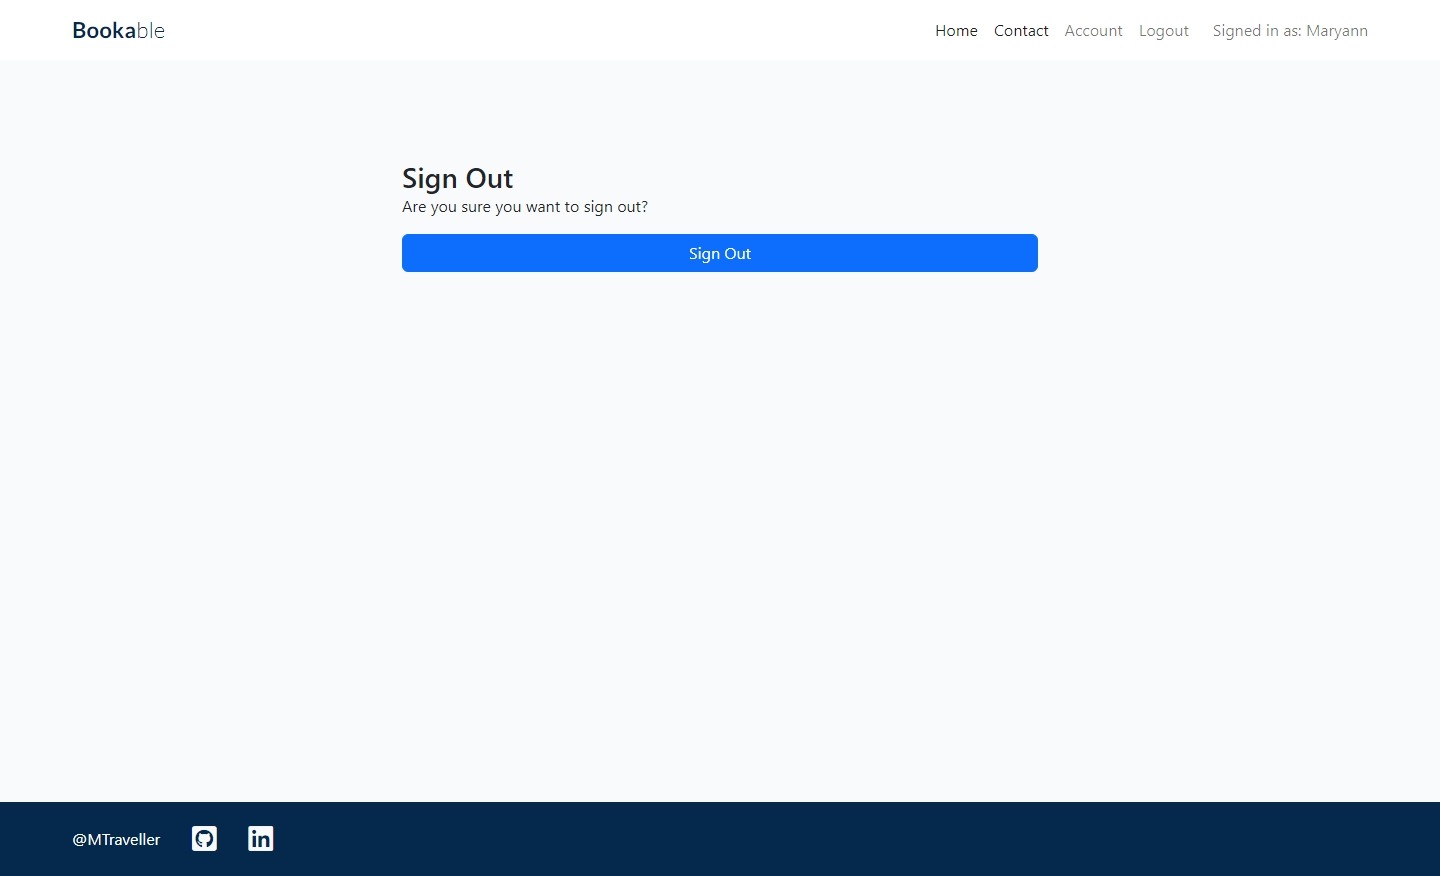 Bookable
Home Contact Account Logout Signed in as: Maryann
Sign Out
Are you sure you want to sign out?
Sign Out
@MTraveller